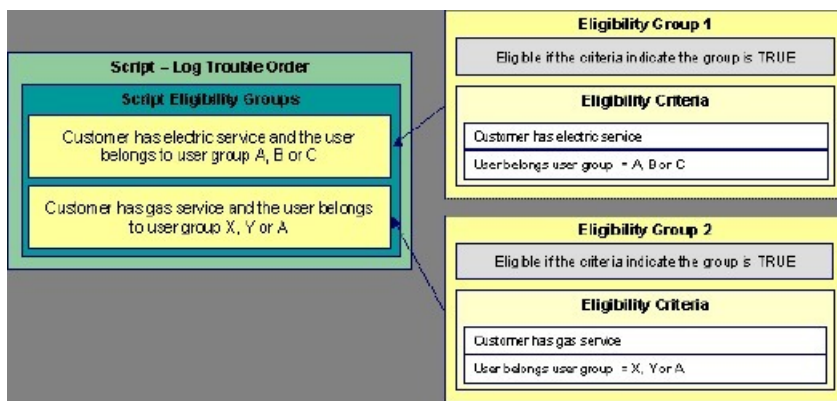 Script – Log Trouble Order
Script Eligibility Groups
Customer has electric service and the user
belongs to user group A, B or C
Customer has gas service and the user belongs
to user group X, Y or A
Eligibility Group 1
Eligible if the criteria indicate the group is TRUE
Eligibility Criteria
Customer has electric service
User belongs user group = A, B or C
Eligibility Group 2
Eligible if the criteria indicate the group is TRUE
Eligibility Criteria
Customer has gas service
User belongs user group = X, Y or A